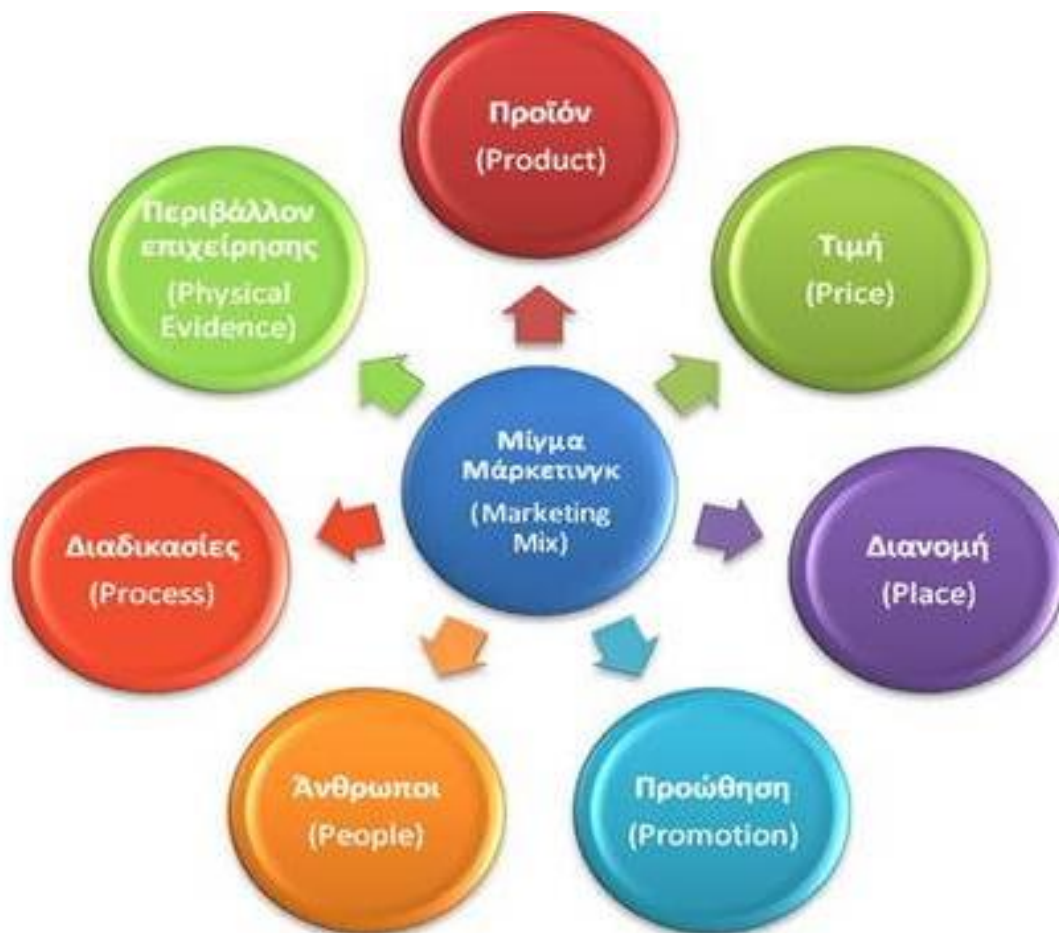 Προϊόν
(Product)
Τιμή
(Price)
Διανομή
(Place)
Προώθηση
(Promotion)
Άνθρωποι
(People)
Διαδικασίες
(Process)
Περιβάλλον
επιχείρησης
(Physical
Evidence)
Μίγμα
Μάρκετινγκ
(Marketing
Mix)